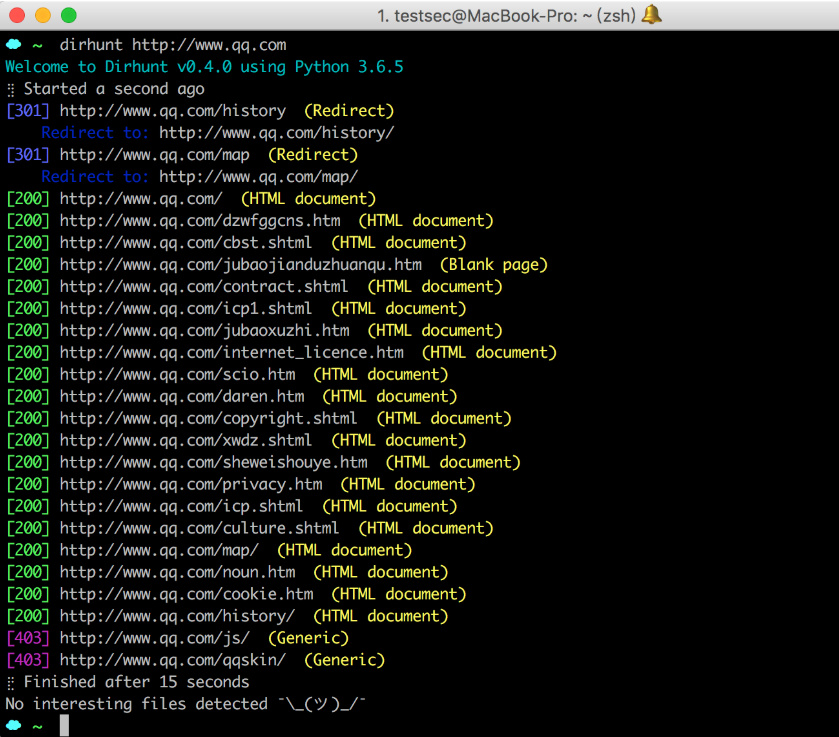 1. testsec@MacBook-Pro: ~ (zsh)
~ dirhunt http://www.qq.com
Welcome to Dirhunt v0.4.0 using Python 3.6.5
⣿ Started a second ago
[301] http://www.qq.com/history (Redirect)
Redirect to: http://www.qq.com/history/
[301] http://www.qq.com/map (Redirect)
Redirect to: http://www.qq.com/map/
[200] http://www.qq.com/ (HTML document)
[200] http://www.qq.com/dzwfggcns.htm (HTML document)
[200] http://www.qq.com/cbst.shtml (HTML document)
[200] http://www.qq.com/jubaojianduzhuanqu.htm (Blank page)
[200] http://www.qq.com/contract.shtml (HTML document)
[200] http://www.qq.com/icp1.shtml (HTML document)
[200] http://www.qq.com/jubaoxuzhi.htm (HTML document)
[200] http://www.qq.com/internet_licence.htm (HTML document)
[200] http://www.qq.com/scio.htm (HTML document)
[200] http://www.qq.com/daren.htm (HTML document)
[200] http://www.qq.com/copyright.shtml (HTML document)
[200] http://www.qq.com/xwdz.shtml (HTML document)
[200] http://www.qq.com/sheweishouye.htm (HTML document)
[200] http://www.qq.com/privacy.htm (HTML document)
[200] http://www.qq.com/icp.shtml (HTML document)
[200] http://www.qq.com/culture.shtml (HTML document)
[200] http://www.qq.com/map/ (HTML document)
[200] http://www.qq.com/noun.htm (HTML document)
[200] http://www.qq.com/cookie.htm (HTML document)
[200] http://www.qq.com/history/ (HTML document)
[403] http://www.qq.com/js/ (Generic)
[403] http://www.qq.com/qqskin/ (Generic)
⣿ Finished after 15 seconds
No interesting files detected ¯\_(ツ)_/¯
~